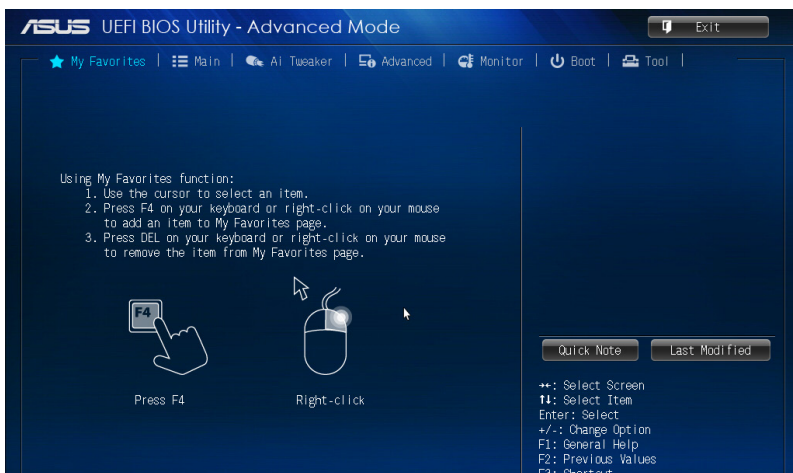 ASUS UEFI BIOS Utility - Advanced Mode
Exit
My Favorites | Main | Ai Tweaker | Advanced | Monitor | Boot | Tool |
Using My Favorites function:
1. Use the cursor to select an item.
2. Press F4 on your keyboard or right-click on your mouse
to add an item to My Favorites page.
3. Press DEL on your keyboard or right-click on your mouse
to remove the item from My Favorites page.
F4
Press F4
Right-click
Quick Note
Last Modified
→←: Select Screen
↑↓: Select Item
Enter: Select
+/-: Change Option
F1: General Help
F2: Previous Values
F3: Shortcut